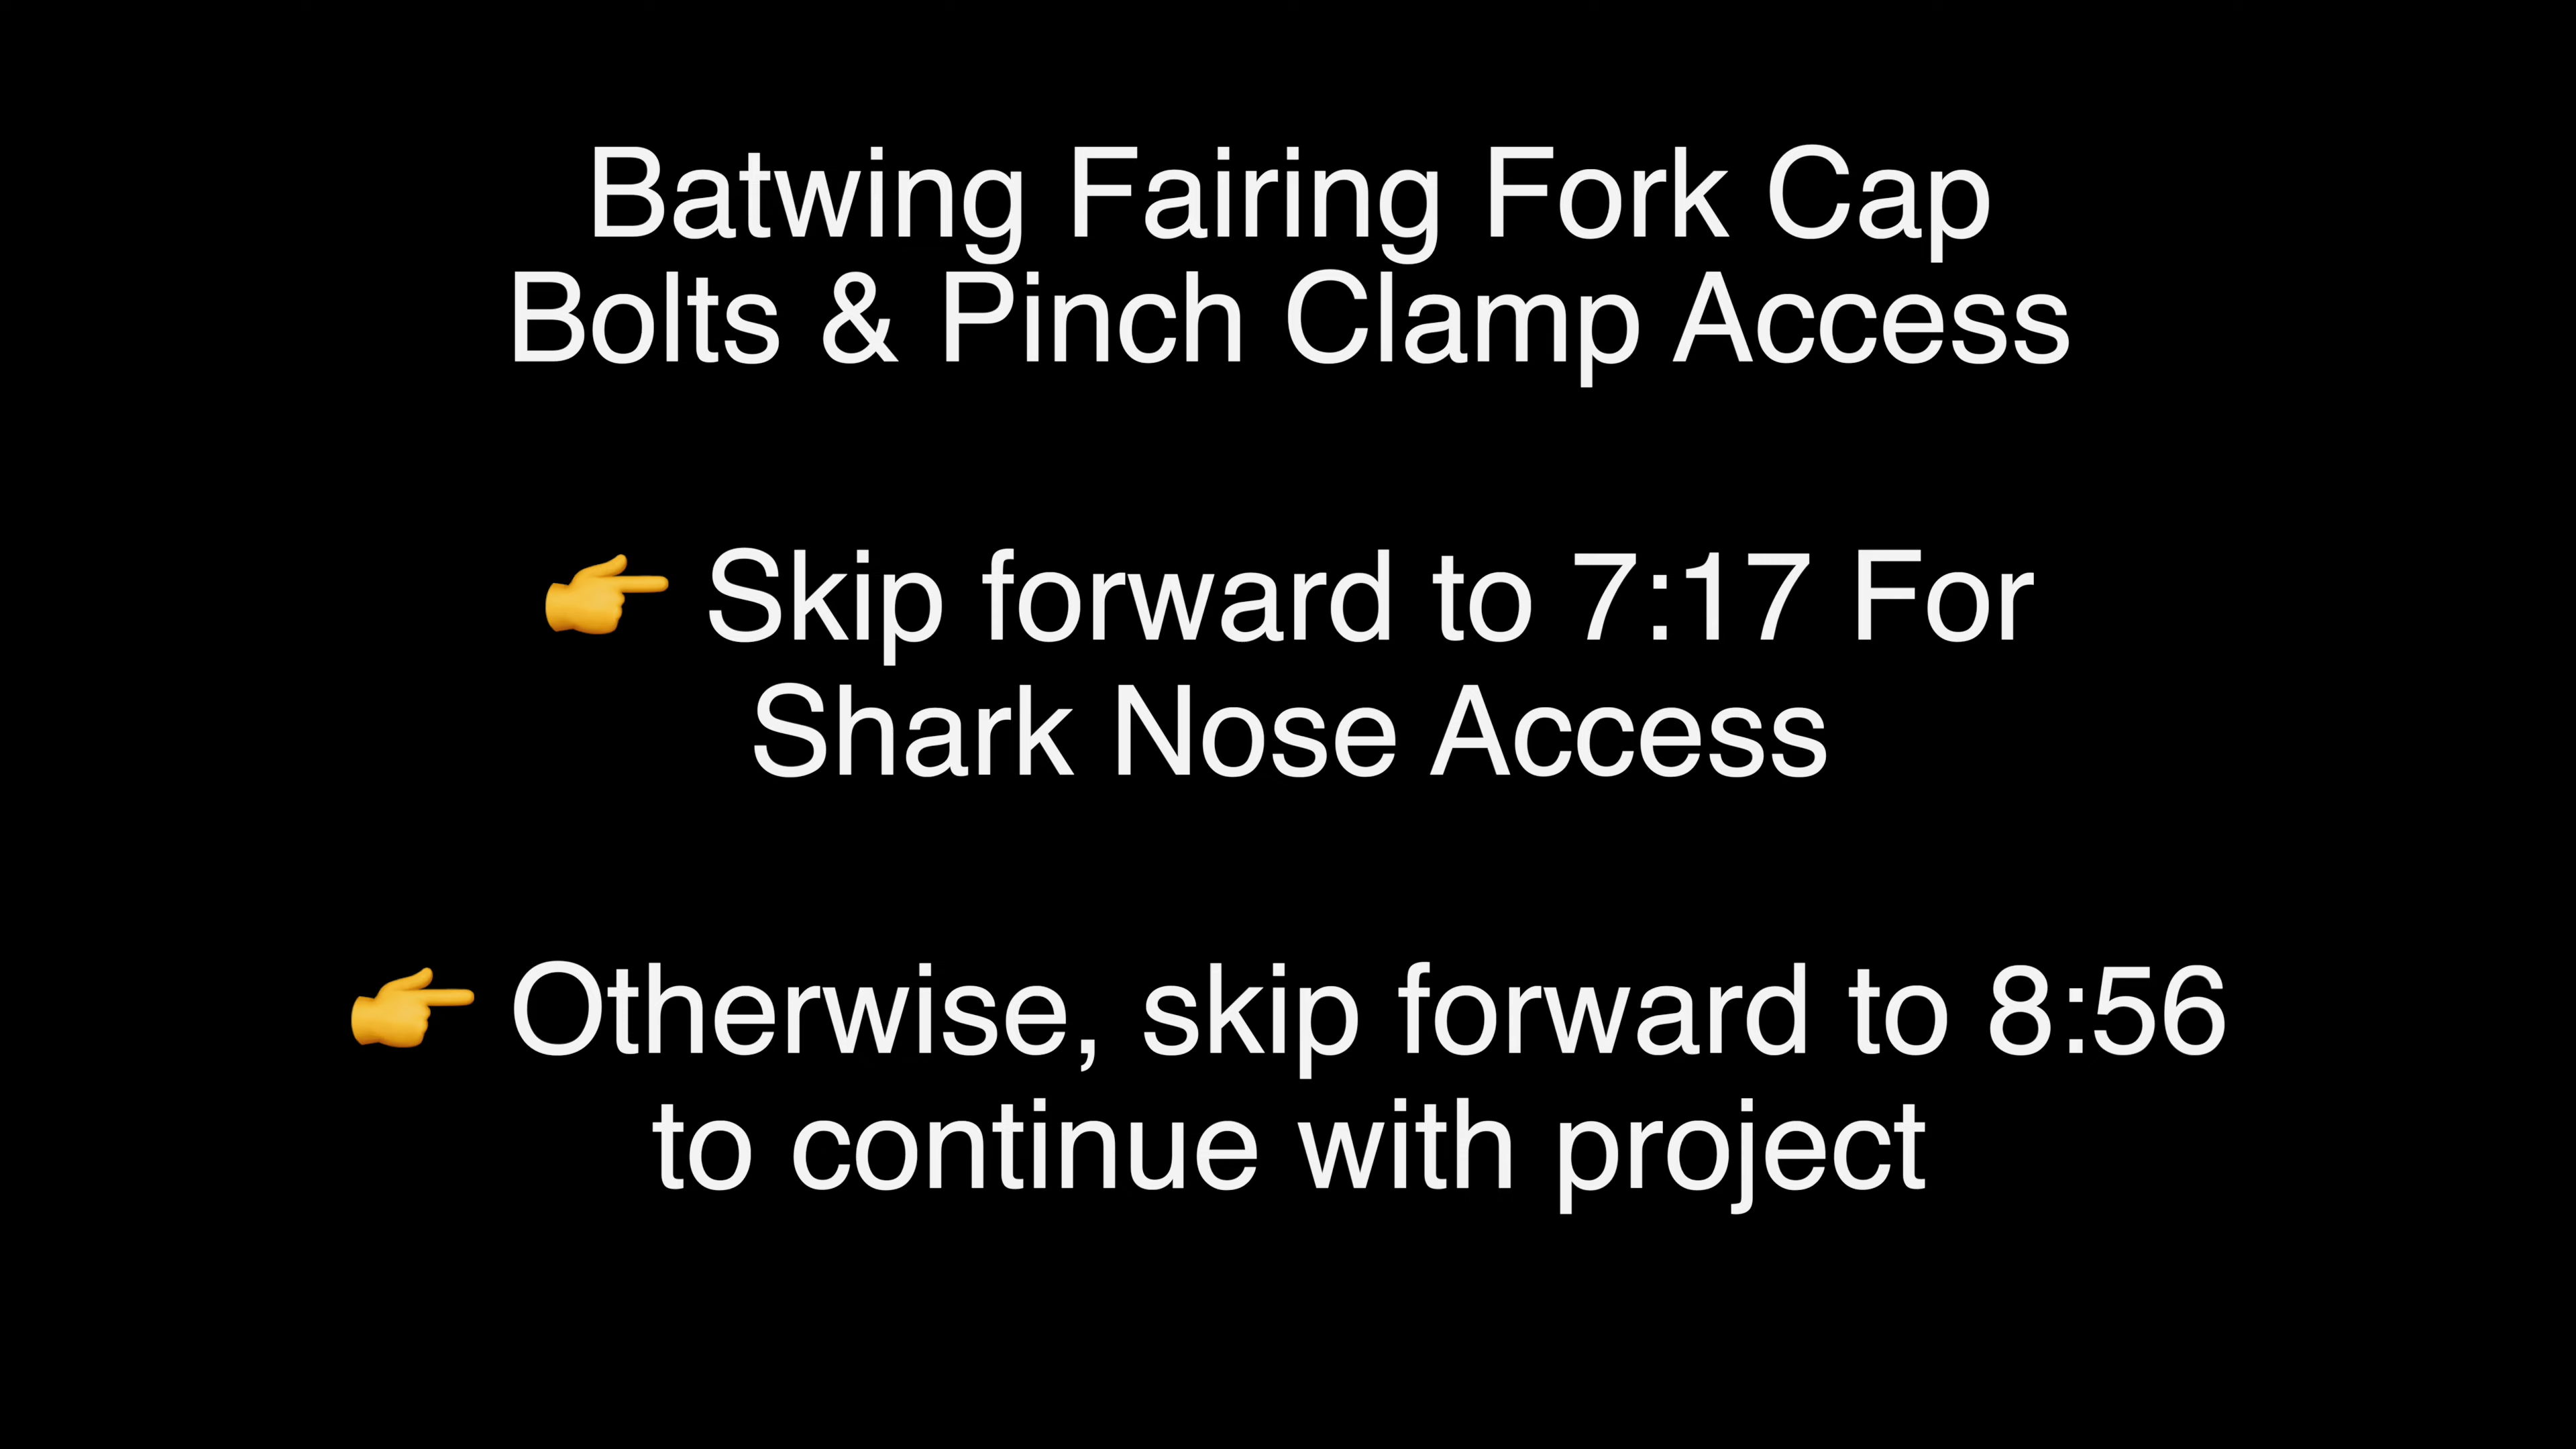 Batwing Fairing Fork Cap
Bolts & Pinch Clamp Access
👉 Skip forward to 7:17 For
Shark Nose Access
👉 Otherwise, skip forward to 8:56
to continue with project